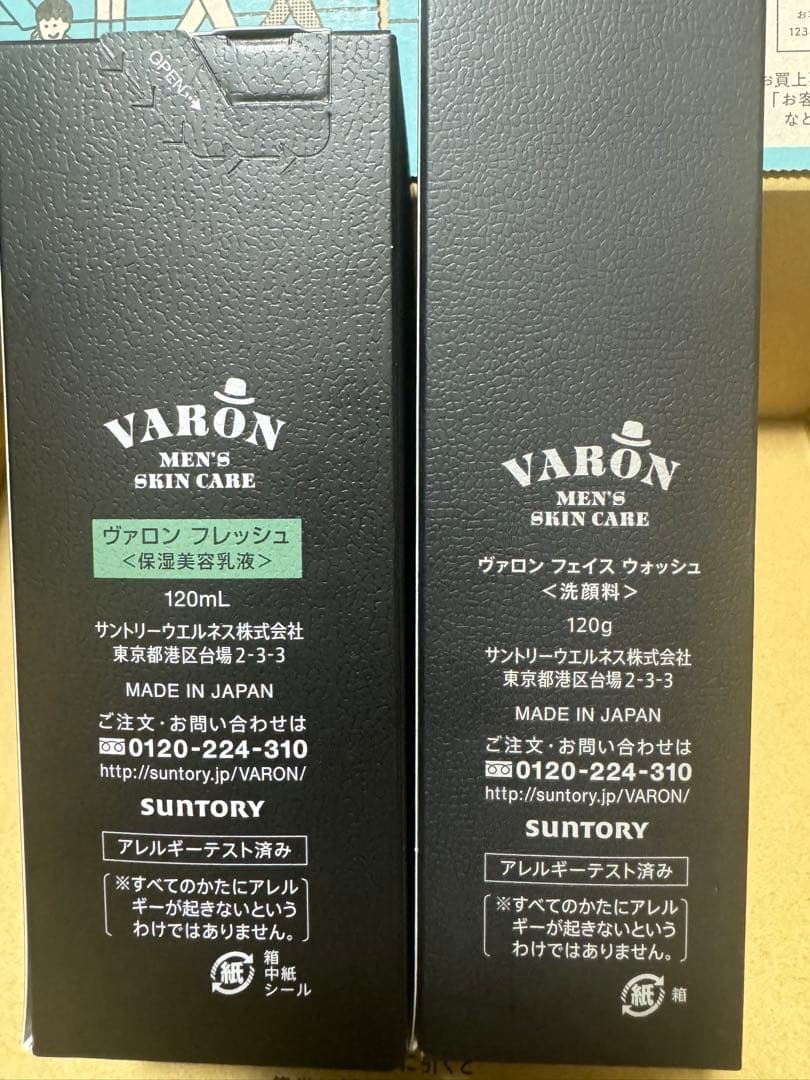 OPEN
VARON
MEN'S
SKIN CARE
ヴァロン フレッシュ
<保湿美容乳液>
120mL
サントリーウエルネス株式会社
東京都港区台場2-3-3
MADE IN JAPAN
ご注文・お問い合わせは
0120-224-310
http://suntory.jp/VARON/
SUNTORY
アレルギーテスト済み
※すべてのかたにアレル
ギーが起きないという
わけではありません。
紙
箱
中紙
シール
VARON
MEN'S
SKIN CARE
ヴァロン フェイス ウォッシュ
<洗顔料>
120g
サントリーウエルネス株式会社
東京都港区台場2-3-3
MADE IN JAPAN
ご注文・お問い合わせは
0120-224-310
http://suntory.jp/VARON/
SUNTORY
アレルギーテスト済み
※すべてのかたにアレル
ギーが起きないという
わけではありません。
紙
箱
123
お買上
「お客
など